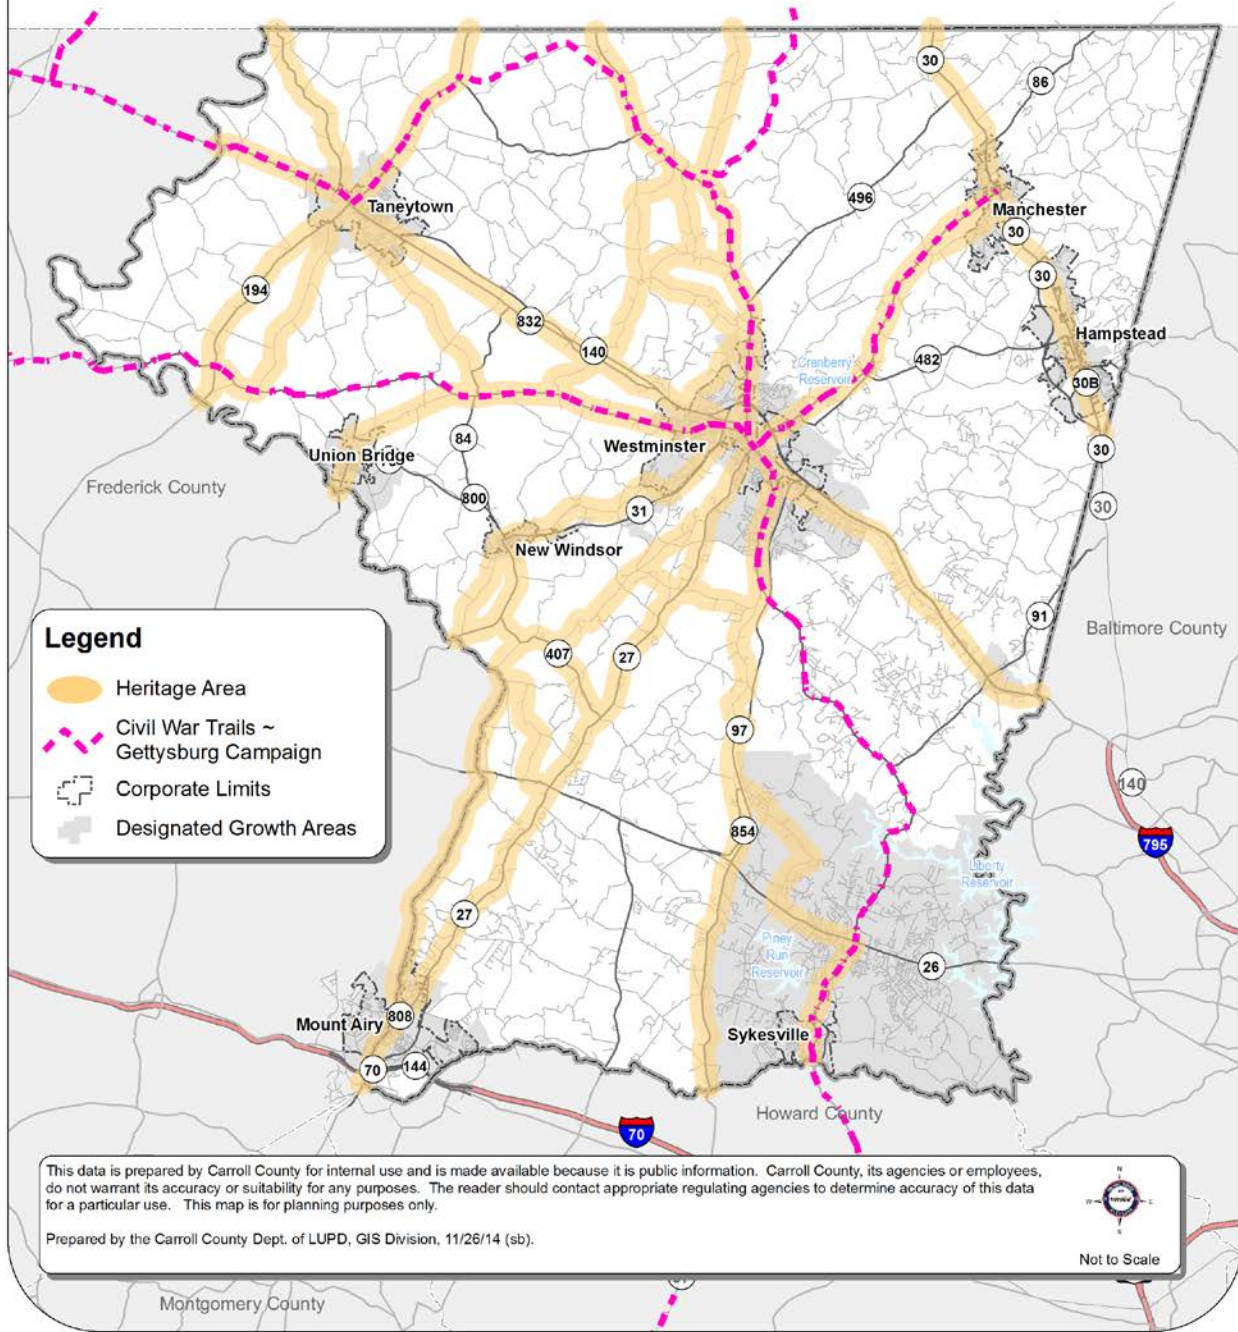 30
86
496
Taneytown
Manchester
30
30
194
832
140
Hampstead
Cranberry
Reservoir
482
30B
Westminster
Union Bridge
84
30
Frederick County
800
31
30
New Windsor
91
Baltimore County
407
27
Legend
Heritage Area
Civil War Trails ~
Gettysburg Campaign
Corporate Limits
Designated Growth Areas
97
140
854
795
Liberty
Reservoir
27
Piney
Run
Reservoir
26
808
Mount Airy
Sykesville
70
144
Howard County
70
This data is prepared by Carroll County for internal use and is made available because it is public information. Carroll County, its agencies or employees,
do not warrant its accuracy or suitability for any purposes. The reader should contact appropriate regulating agencies to determine accuracy of this data
for a particular use. This map is for planning purposes only.
Prepared by the Carroll County Dept. of LUPD, GIS Division, 11/26/14 (sb).
N
W
E
S
Not to Scale
Montgomery County